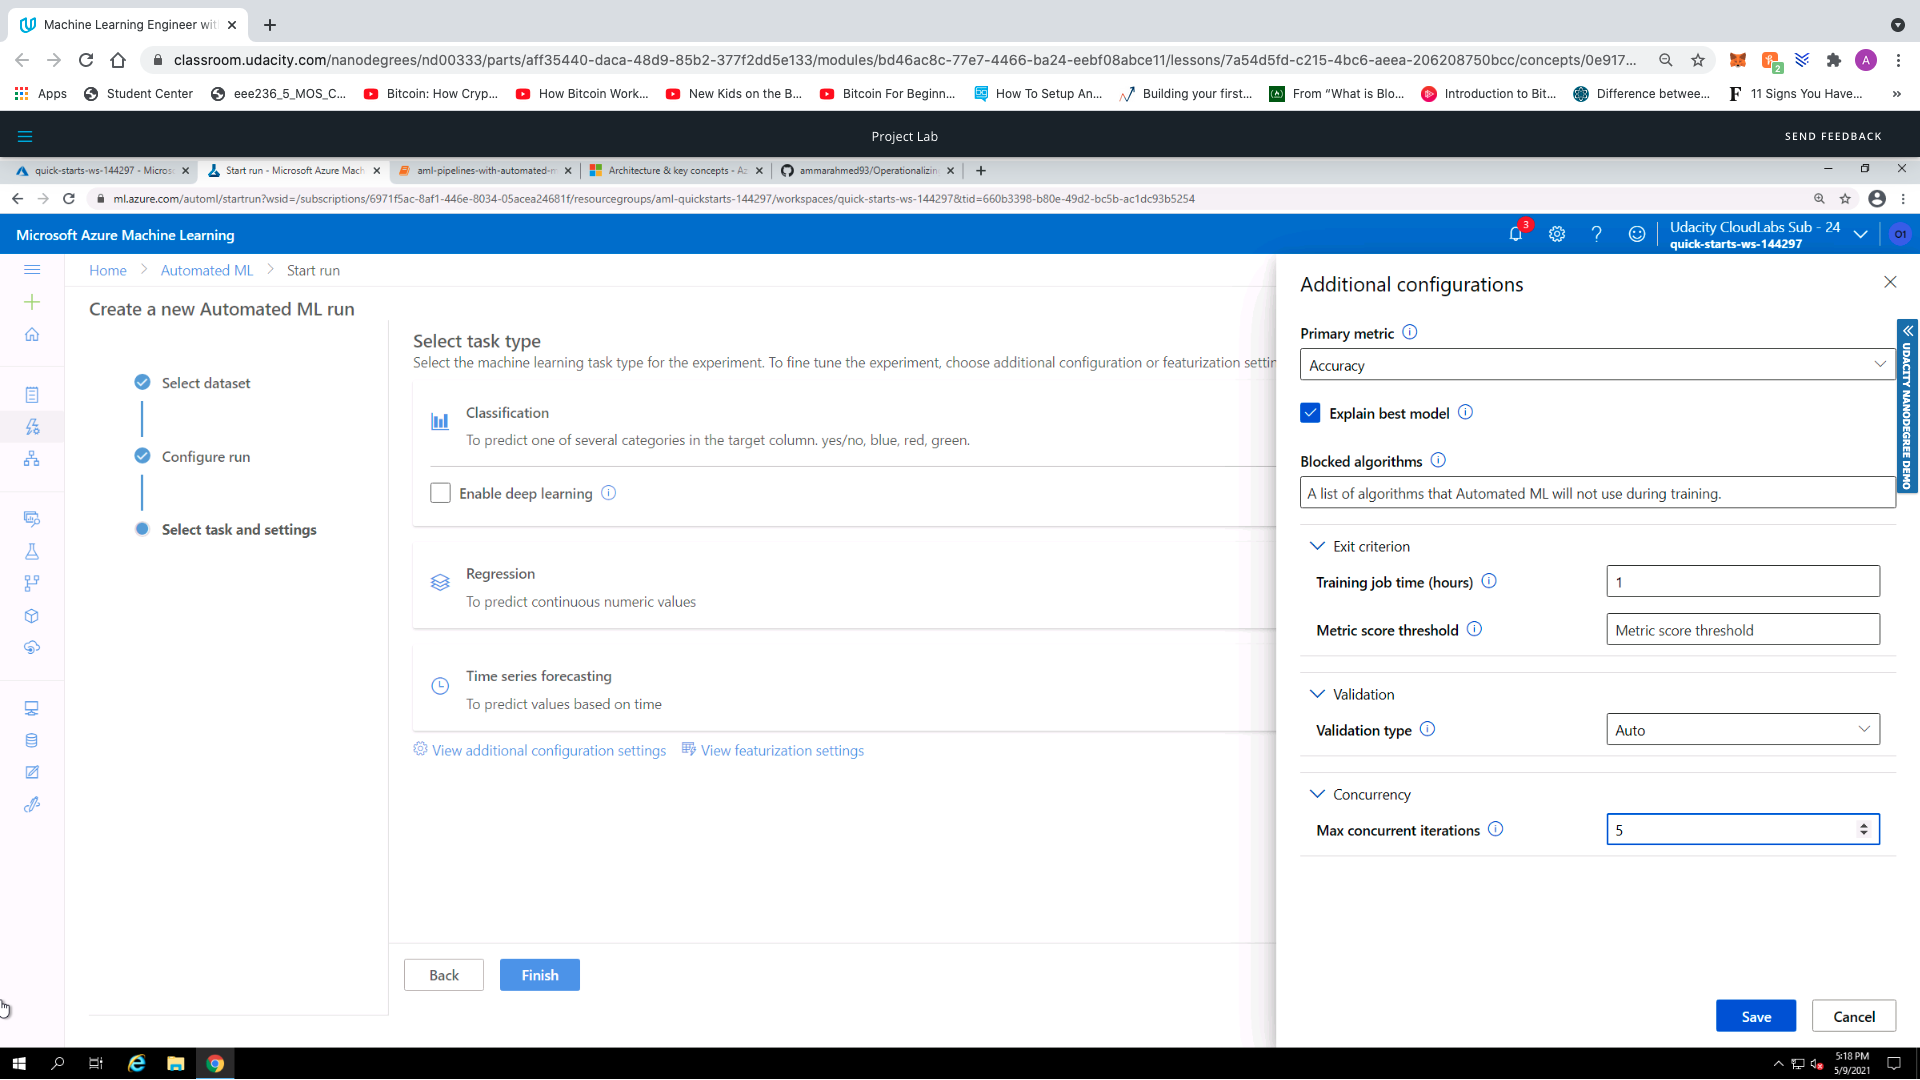 Machine Learning Engineer wit
classroom.udacity.com/nanodegrees/nd00333/parts/aff35440-daca-48d9-85b2-377f2dd5e133/modules/bd46ac8c-77e7-4466-ba24-eebf08abce11/lessons/7a54d5fd-c215-4bc6-aeea-206208750bcc/concepts/0e917...
2
A
Apps
Student Center
eee236_5_MOS_C...
Bitcoin: How Cryp...
How Bitcoin Work...
New Kids on the B...
Bitcoin For Beginn...
How To Setup An...
Building your first...
From “What is Blo...
Introduction to Bit...
Difference betwee...
11 Signs You Have...
»
Project Lab
SEND FEEDBACK
quick-starts-ws-144297 - Micros
Start run - Microsoft Azure Mach
aml-pipelines-with-automated-m
Architecture & key concepts - Az
ammarahmed93/Operationalizin
ml.azure.com/automl/startrun?wsid=/subscriptions/6971f5ac-8af1-446e-8034-05acea24681f/resourcegroups/aml-quickstarts-144297/workspaces/quick-starts-ws-144297&tid=660b3398-b80e-49d2-bc5b-ac1dc93b5254
Microsoft Azure Machine Learning
3
Udacity CloudLabs Sub - 24
quick-starts-ws-144297
O1
Home > Automated ML > Start run
Create a new Automated ML run
Select dataset
Configure run
Select task and settings
Select task type
Select the machine learning task type for the experiment. To fine tune the experiment, choose additional configuration or featurization settin
Classification
To predict one of several categories in the target column. yes/no, blue, red, green.
Enable deep learning
Regression
To predict continuous numeric values
Time series forecasting
To predict values based on time
View additional configuration settings
View featurization settings
Back
Finish
Additional configurations
Primary metric
Accuracy
Explain best model
Blocked algorithms
A list of algorithms that Automated ML will not use during training.
Exit criterion
Training job time (hours)
1
Metric score threshold
Metric score threshold
Validation
Validation type
Auto
Concurrency
Max concurrent iterations
5
Save
Cancel
UDACITY NANODEGREE DEMO
5:18 PM
5/9/2021